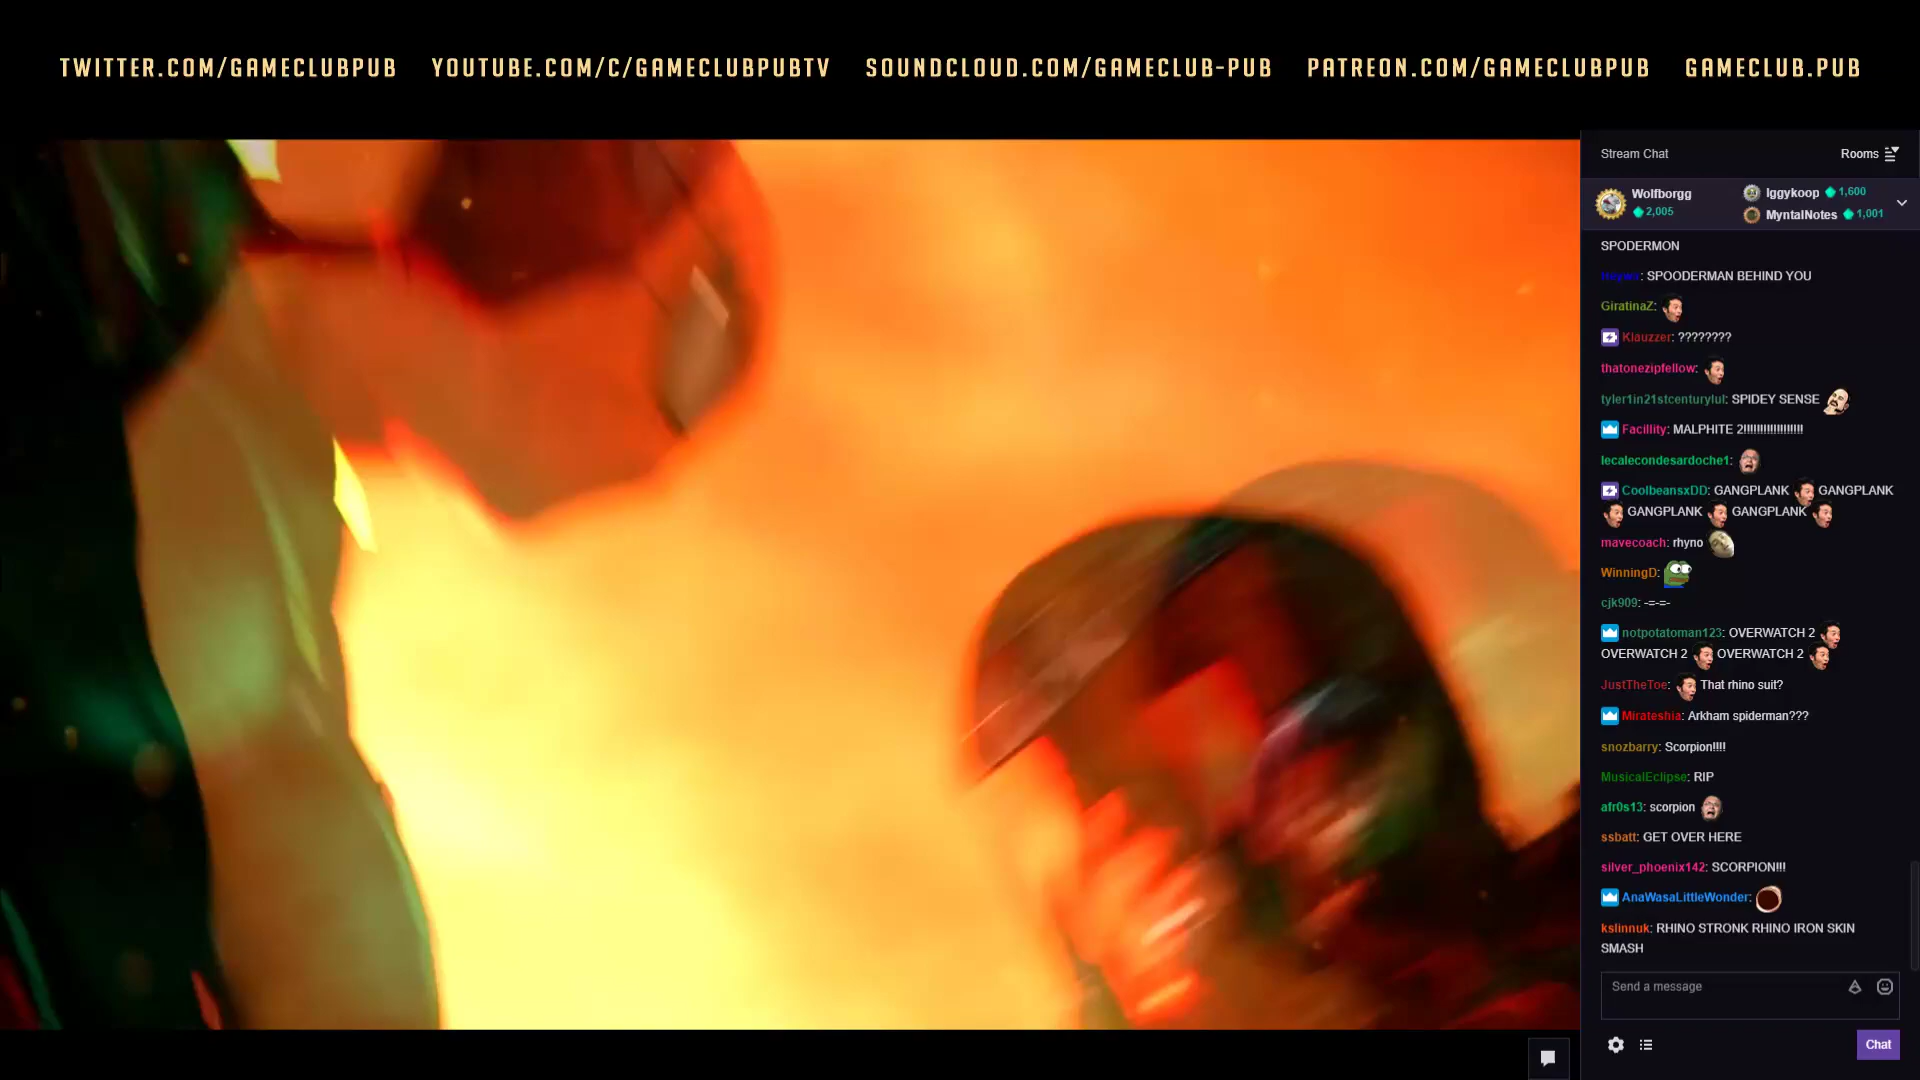 TWITTER.COM/GAMECLUBPUB YOUTUBE.COM/C/GAMECLUBPUBTV SOUNDCLOUD.COM/GAMECLUB-PUB PATREON.COM/GAMECLUBPUB GAMECLUB.PUB
Stream Chat Rooms
Wolfborgg 2,005
Iggykoop 1,600
MyntalNotes 1,001
SPODERMON
: SPOODERMAN BEHIND YOU
GiratinaZ:
Klauzzer: ????????
thatonezipfellow:
tyler1in21stcenturylul: SPIDEY SENSE
Facillity: MALPHITE 2!!!!!!!!!!!!!!!!!!
lecalecondesardoche1:
CoolbeansxDD: GANGPLANK GANGPLANK
GANGPLANK GANGPLANK
mavecoach: rhyno
WinningD:
cjk909: -=-=-
notpotatoman123: OVERWATCH 2
OVERWATCH 2 OVERWATCH 2
JustTheToe: That rhino suit?
Mirateshia: Arkham spiderman???
snozbarry: Scorpion!!!!
MusicalEclipse: RIP
afr0s13: scorpion
ssbatt: GET OVER HERE
silver_phoenix142: SCORPION!!!
AnaWasaLittleWonder:
kslinnuk: RHINO STRONK RHINO IRON SKIN
SMASH
Send a message
Chat